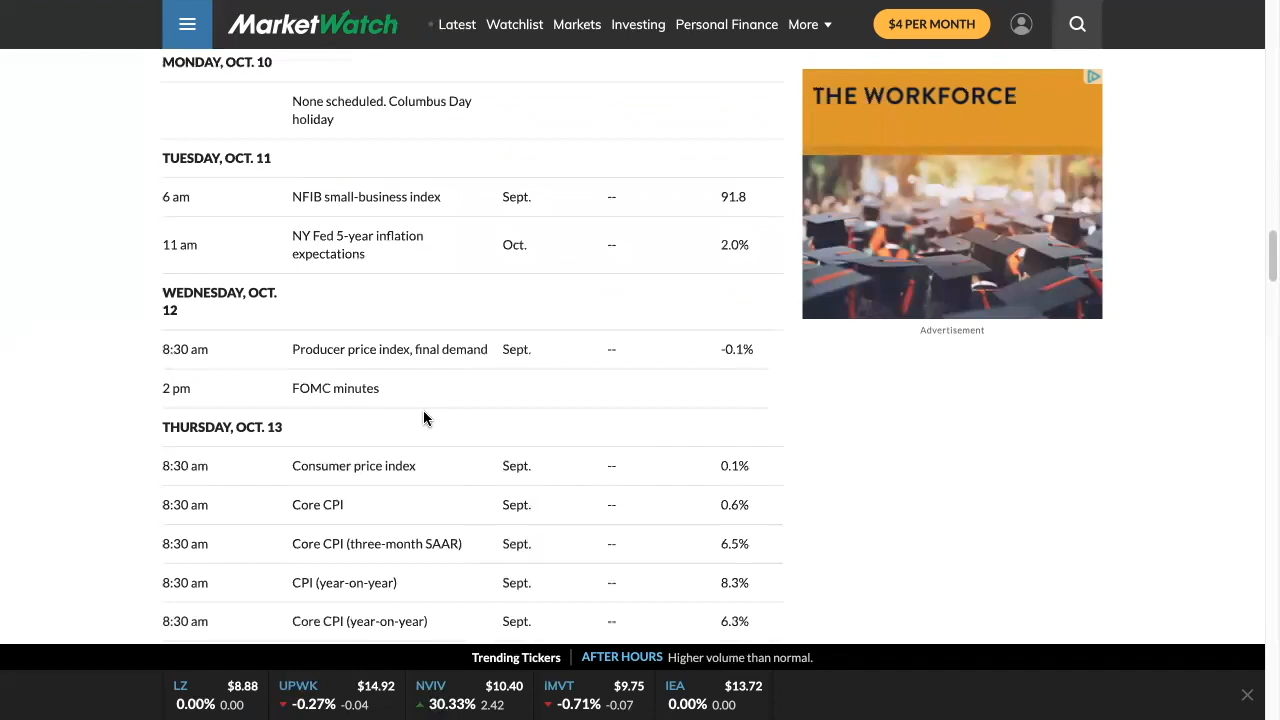 MarketWatch
Latest Watchlist Markets Investing Personal Finance More
$4 PER MONTH
MONDAY, OCT. 10
None scheduled. Columbus Day
holiday
TUESDAY, OCT. 11
6 am NFIB small-business index Sept. -- 91.8
11 am NY Fed 5-year inflation
expectations Oct. -- 2.0%
WEDNESDAY, OCT.
12
8:30 am Producer price index, final demand Sept. -- -0.1%
2 pm FOMC minutes
THURSDAY, OCT. 13
8:30 am Consumer price index Sept. -- 0.1%
8:30 am Core CPI Sept. -- 0.6%
8:30 am Core CPI (three-month SAAR) Sept. -- 6.5%
8:30 am CPI (year-on-year) Sept. -- 8.3%
8:30 am Core CPI (year-on-year) Sept. -- 6.3%
THE WORKFORCE
Advertisement
Trending Tickers | AFTER HOURS Higher volume than normal.
LZ $8.88 UPWK $14.92 NVIV $10.40 IMVT $9.75 IEA $13.72
0.00% 0.00 -0.27% -0.04 30.33% 2.42 -0.71% -0.07 0.00% 0.00